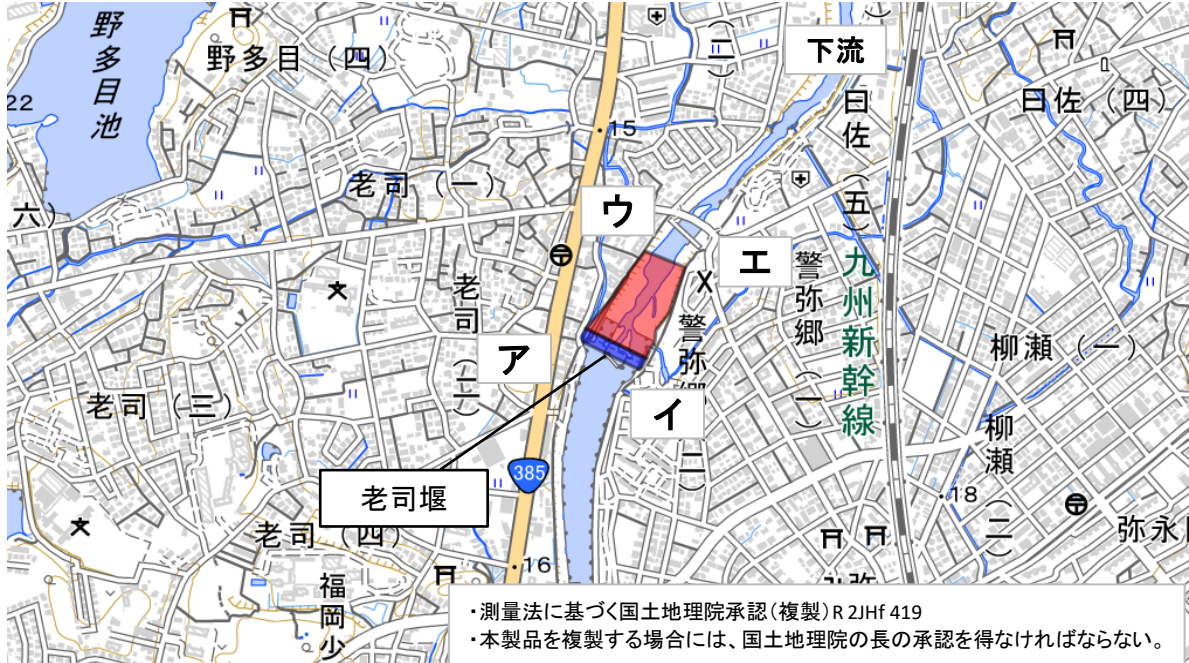 野多目池
22
野多目（四）
（二）
下流
日佐（四）
15
日佐（五）
老司（一）
六）
ウ
エ
九州新幹線
警弥郷（一）
老司（二）
警弥郷（二）
ア
柳瀬（一）
老司（三）
イ
柳瀬（二）
385
老司堰
18
弥永
老司（四）
16
福岡少
弥
・測量法に基づく国土地理院承認（複製）R 2JHf 419
・本製品を複製する場合には、国土地理院の長の承認を得なければならない。